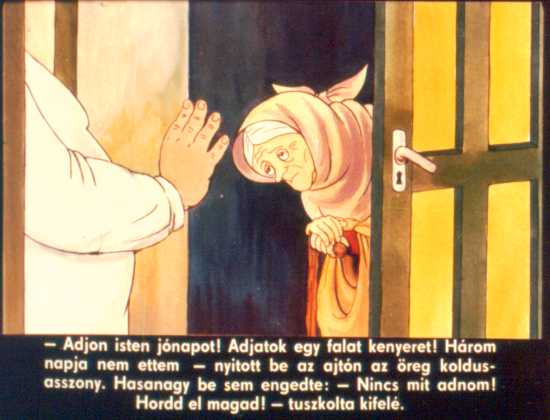 — Adjon isten jónapot! Adjatok egy falat kenyeret! Három
napja nem ettem — nyitott be az ajtón az öreg koldus-
asszony. Hasanagy be sem engedte: — Nincs mit adnom!
Hordd el magad! — tuszkolta kifelé.